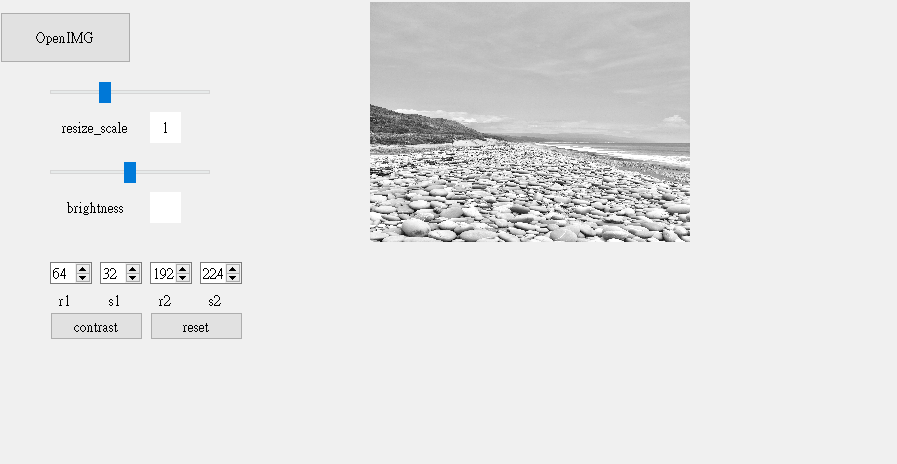 OpenIMG
resize_scale 1
brightness
64 32 192 224
r1 s1 r2 s2
contrast reset